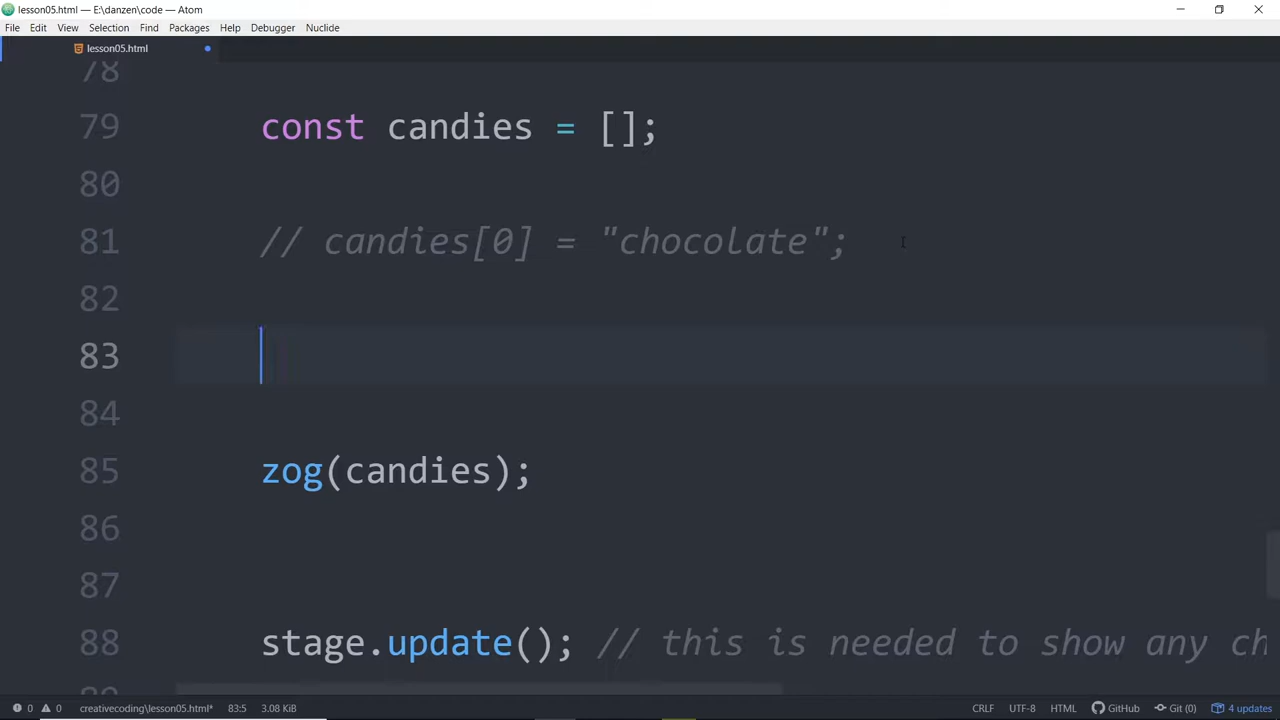 lesson05.html — E:\danzen\code — Atom
File Edit View Selection Find Packages Help Debugger Nuclide
lesson05.html
78
79 const candies = [];
80
81 // candies[0] = "chocolate";
82
83
84
85 zog(candies);
86
87
88 stage.update(); // this is needed to show any ch
0 0 creativecoding\lesson05.html* 83:5 3.08 KiB CRLF UTF-8 HTML GitHub Git (0) 4 updates